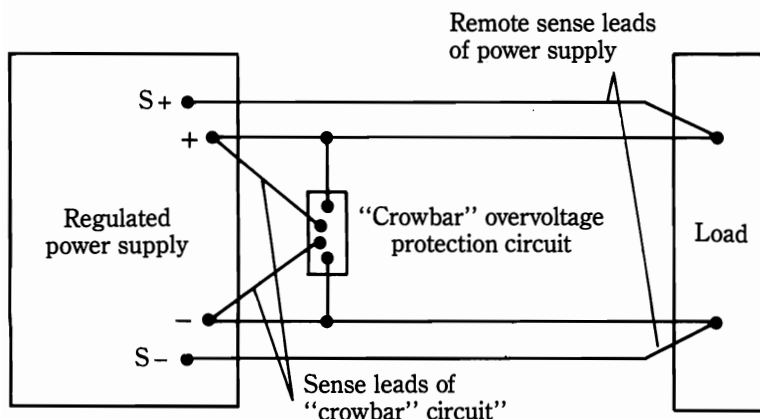 Remote sense leads
of power supply
S+
+
Regulated
power supply
"Crowbar" overvoltage
protection circuit
Load
−
S−
Sense leads of
"crowbar" circuit"